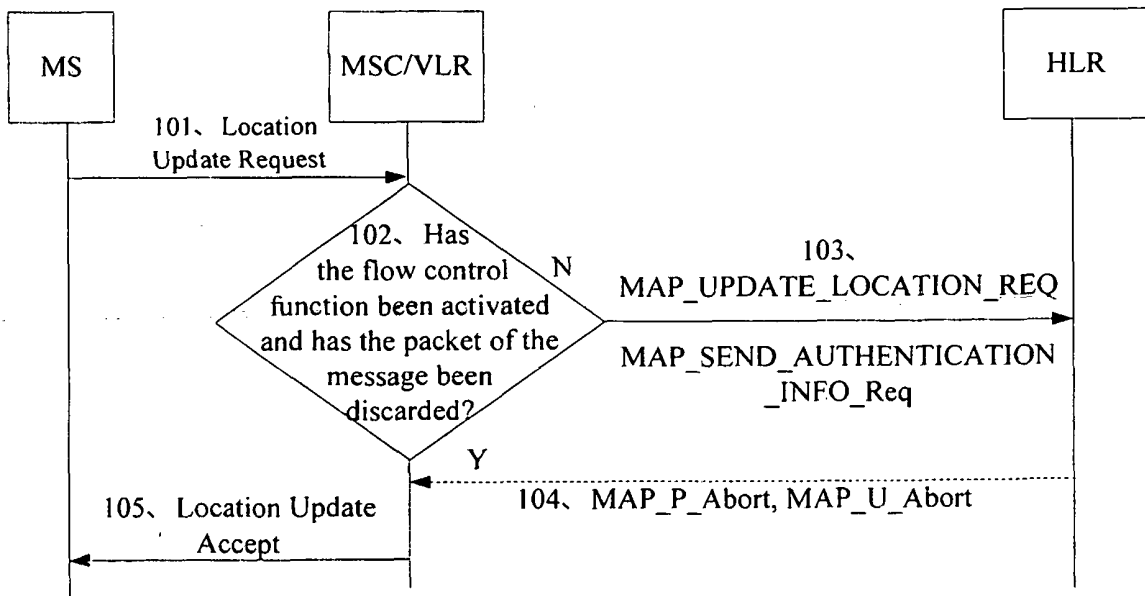 MS
MSC/VLR
HLR
101、 Location
Update Request
102、 Has
the flow control
function been activated
and has the packet of the
message been
discarded?
N
103、
MAP_UPDATE_LOCATION_REQ
MAP_SEND_AUTHENTICATION
_INFO_Req
Y
104、 MAP_P_Abort, MAP_U_Abort
105、 Location Update
Accept